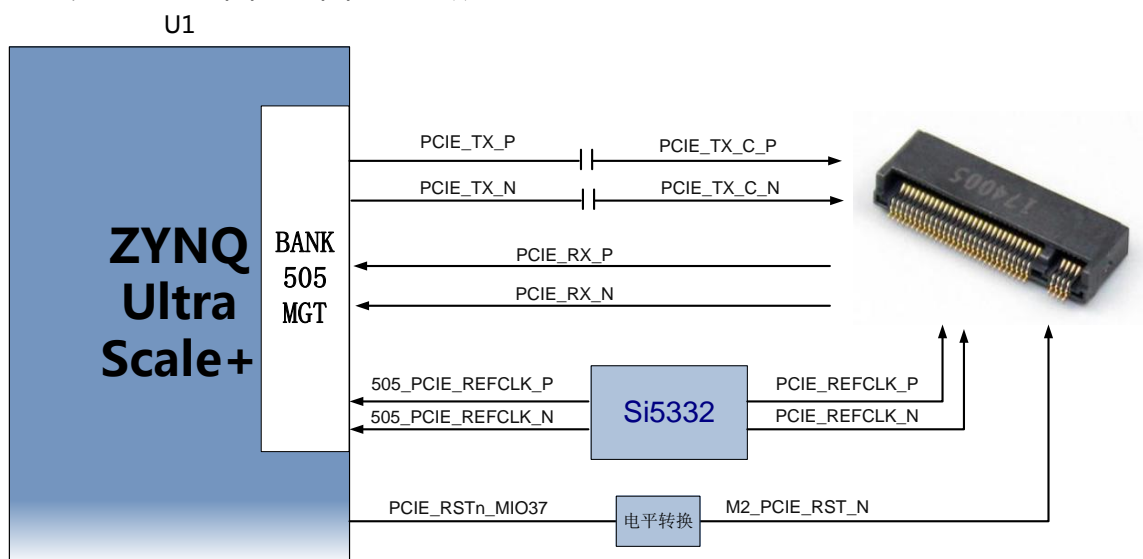 U1
ZYNQ
Ultra
Scale+
BANK
505
MGT
PCIE_TX_P
PCIE_TX_C_P
PCIE_TX_N
PCIE_TX_C_N
PCIE_RX_P
PCIE_RX_N
505_PCIE_REFCLK_P
505_PCIE_REFCLK_N
Si5332
PCIE_REFCLK_P
PCIE_REFCLK_N
PCIE_RSTn_MIO37
电平转换
M2_PCIE_RST_N
174005